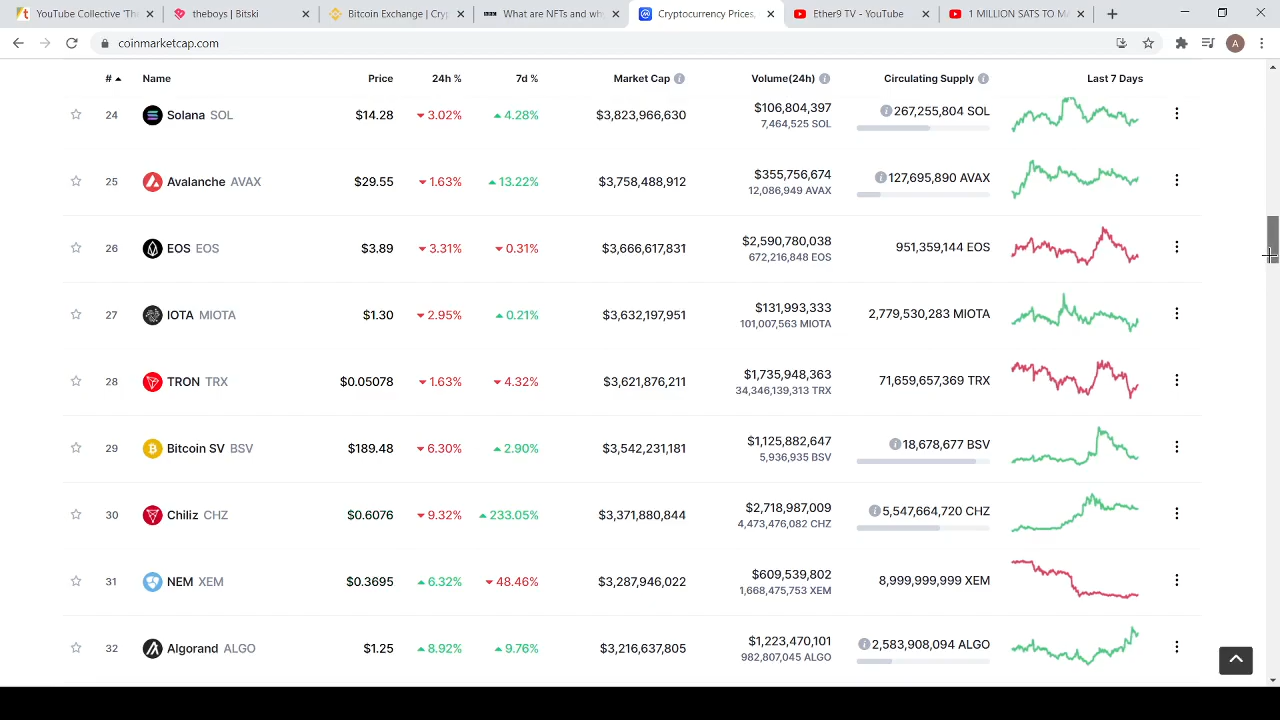 YouTube Collective Thi
theboys | Bitski
Bitcoin Exchange | Cryp
BBC
What are NFTs and why
Cryptocurrency Prices,
Ether9 TV - YouTube
1 MILLION SATS TO MA
coinmarketcap.com
A
# Name Price 24h % 7d % Market Cap Volume(24h) Circulating Supply Last 7 Days
24 Solana SOL $14.28 3.02% 4.28% $3,823,966,630 $106,804,397 267,255,804 SOL
7,464,525 SOL
25 Avalanche AVAX $29.55 1.63% 13.22% $3,758,488,912 $355,756,674 127,695,890 AVAX
12,086,949 AVAX
26 EOS EOS $3.89 3.31% 0.31% $3,666,617,831 $2,590,780,038 951,359,144 EOS
672,216,848 EOS
27 IOTA MIOTA $1.30 2.95% 0.21% $3,632,197,951 $131,993,333 2,779,530,283 MIOTA
101,007,563 MIOTA
28 TRON TRX $0.05078 1.63% 4.32% $3,621,876,211 $1,735,948,363 71,659,657,369 TRX
34,346,139,313 TRX
29 Bitcoin SV BSV $189.48 6.30% 2.90% $3,542,231,181 $1,125,882,647 18,678,677 BSV
5,936,935 BSV
30 Chiliz CHZ $0.6076 9.32% 233.05% $3,371,880,844 $2,718,987,009 5,547,664,720 CHZ
4,473,476,082 CHZ
31 NEM XEM $0.3695 6.32% 48.46% $3,287,946,022 $609,539,802 8,999,999,999 XEM
1,668,475,753 XEM
32 Algorand ALGO $1.25 8.92% 9.76% $3,216,637,805 $1,223,470,101 2,583,908,094 ALGO
982,807,045 ALGO